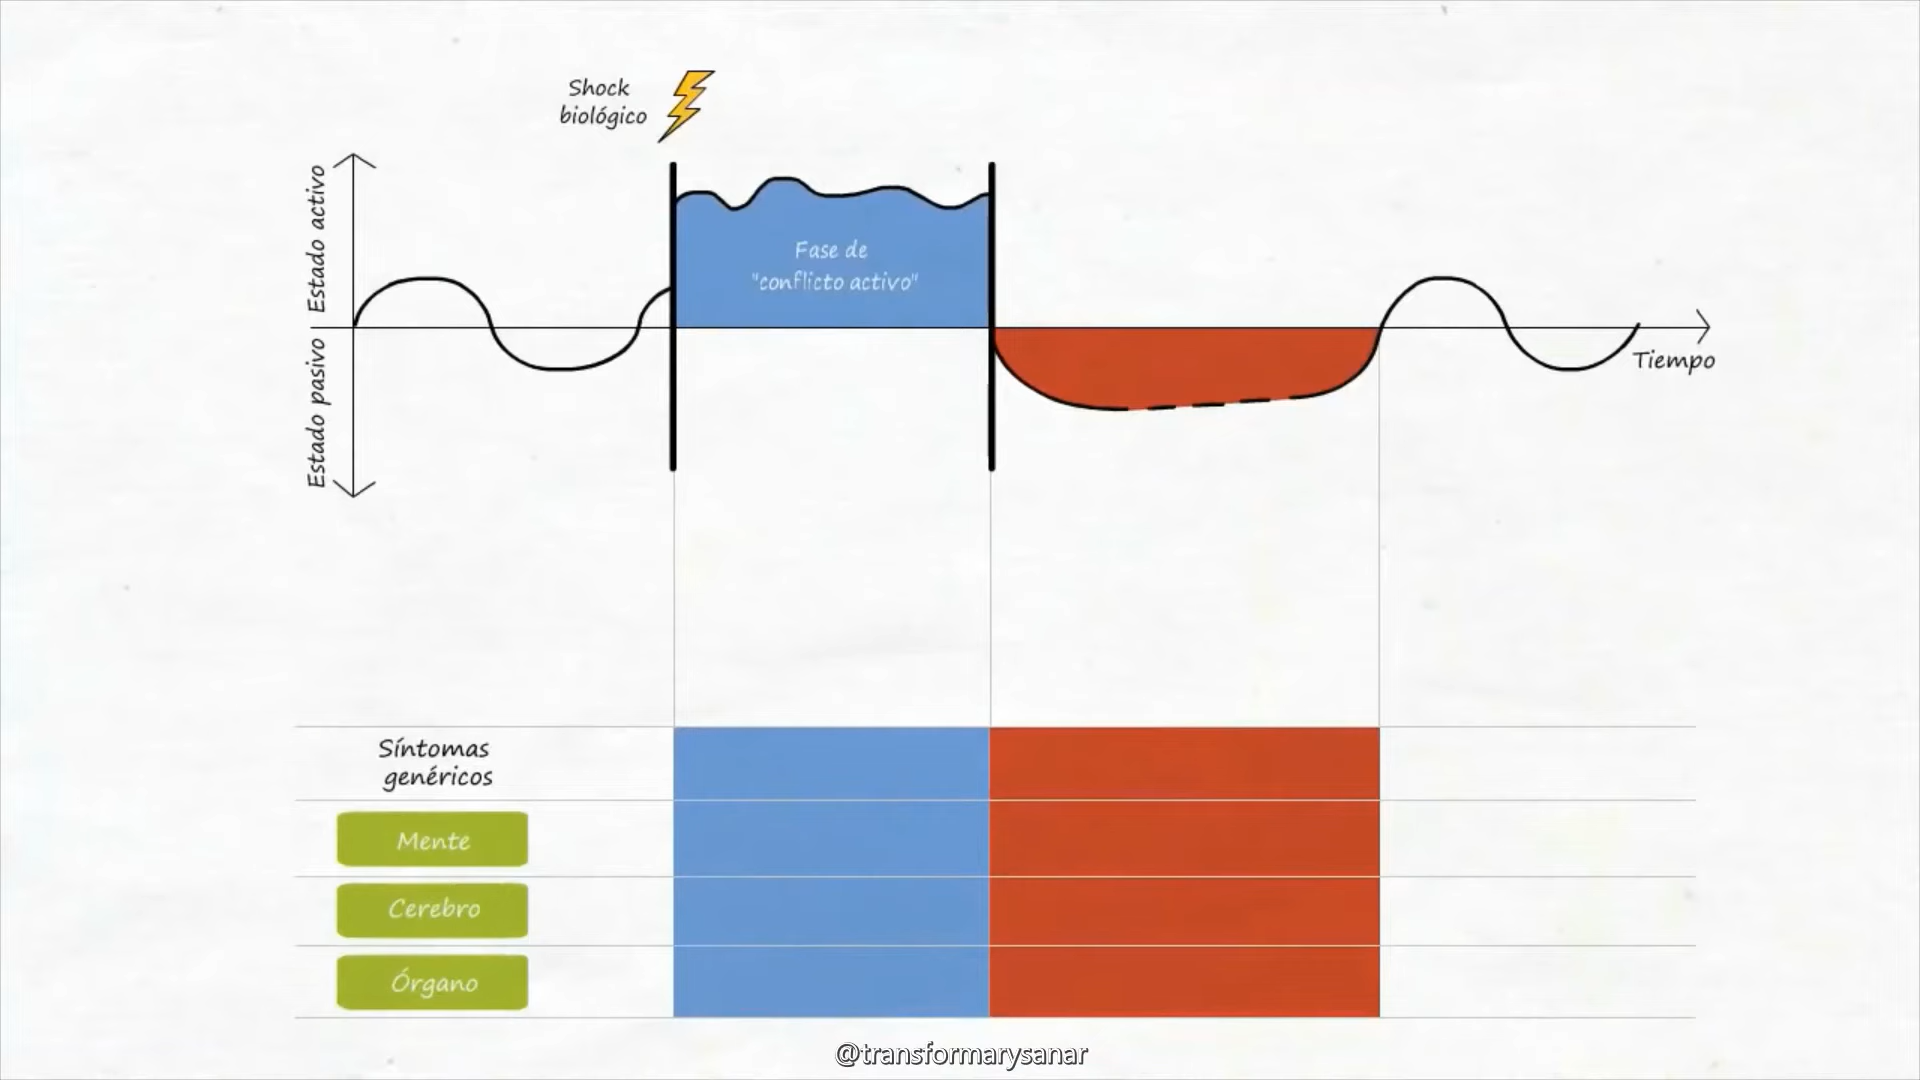 Shock
biológico
Estado activo
Estado pasivo
Fase de
"conflicto activo"
Tiempo
Síntomas
genéricos
Mente
Cerebro
Órgano
@transformarysanar